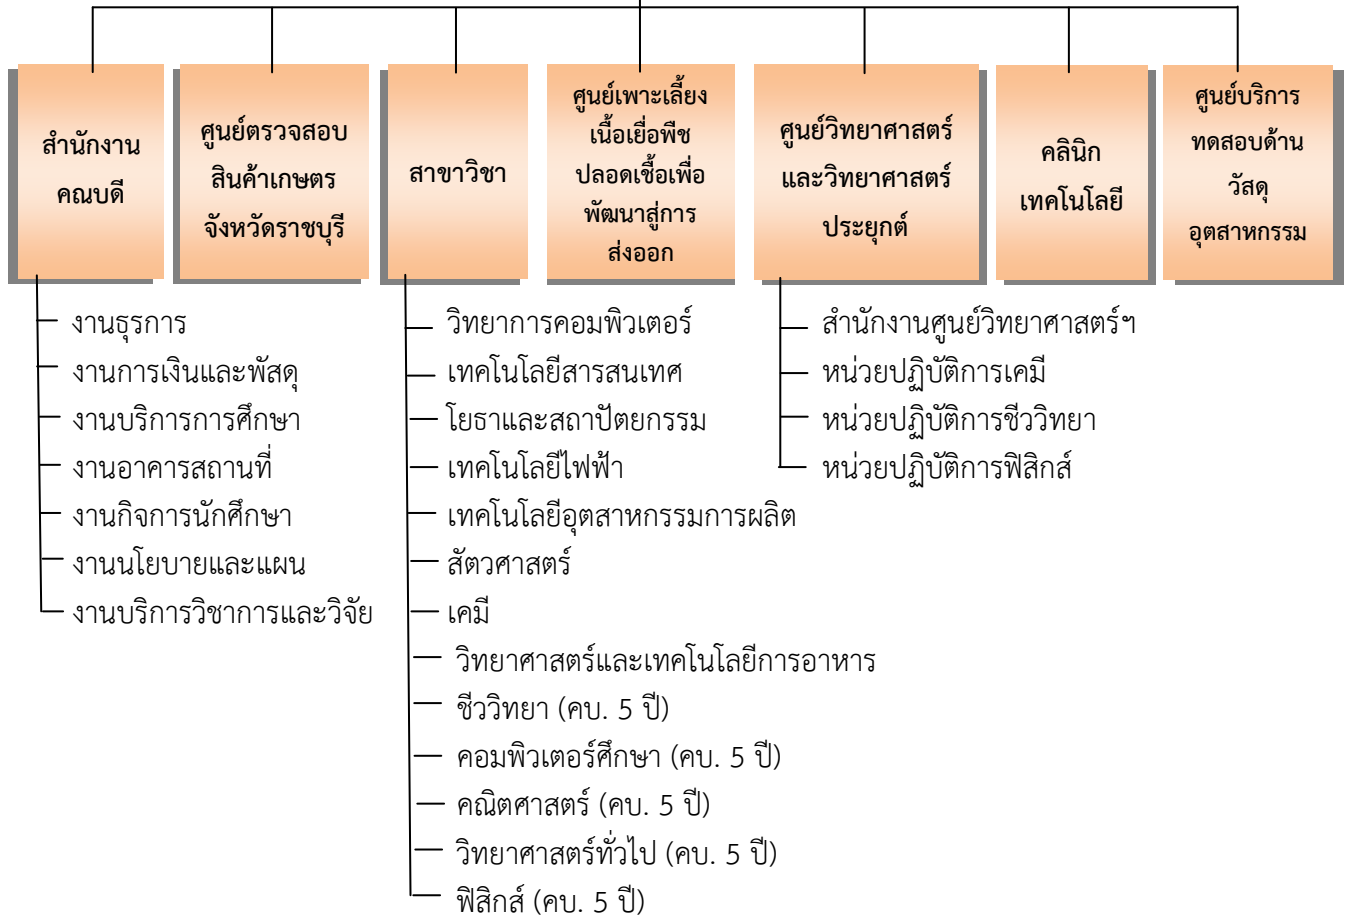 สำนักงาน
คณบดี
ศูนย์ตรวจสอบ
สินค้าเกษตร
จังหวัดราชบุรี
สาขาวิชา
ศูนย์เพาะเลี้ยง
เนื้อเยื่อพืช
ปลอดเชื้อเพื่อ
พัฒนาสู่การ
ส่งออก
ศูนย์วิทยาศาสตร์
และวิทยาศาสตร์
ประยุกต์
คลินิก
เทคโนโลยี
ศูนย์บริการ
ทดสอบด้าน
วัสดุ
อุตสาหกรรม
งานธุรการ
งานการเงินและพัสดุ
งานบริการการศึกษา
งานอาคารสถานที่
งานกิจการนักศึกษา
งานนโยบายและแผน
งานบริการวิชาการและวิจัย
วิทยาการคอมพิวเตอร์
เทคโนโลยีสารสนเทศ
โยธาและสถาปัตยกรรม
เทคโนโลยีไฟฟ้า
เทคโนโลยีอุตสาหกรรมการผลิต
สัตวศาสตร์
เคมี
วิทยาศาสตร์และเทคโนโลยีการอาหาร
ชีววิทยา (คบ. 5 ปี)
คอมพิวเตอร์ศึกษา (คบ. 5 ปี)
คณิตศาสตร์ (คบ. 5 ปี)
วิทยาศาสตร์ทั่วไป (คบ. 5 ปี)
ฟิสิกส์ (คบ. 5 ปี)
สำนักงานศูนย์วิทยาศาสตร์ฯ
หน่วยปฏิบัติการเคมี
หน่วยปฏิบัติการชีววิทยา
หน่วยปฏิบัติการฟิสิกส์